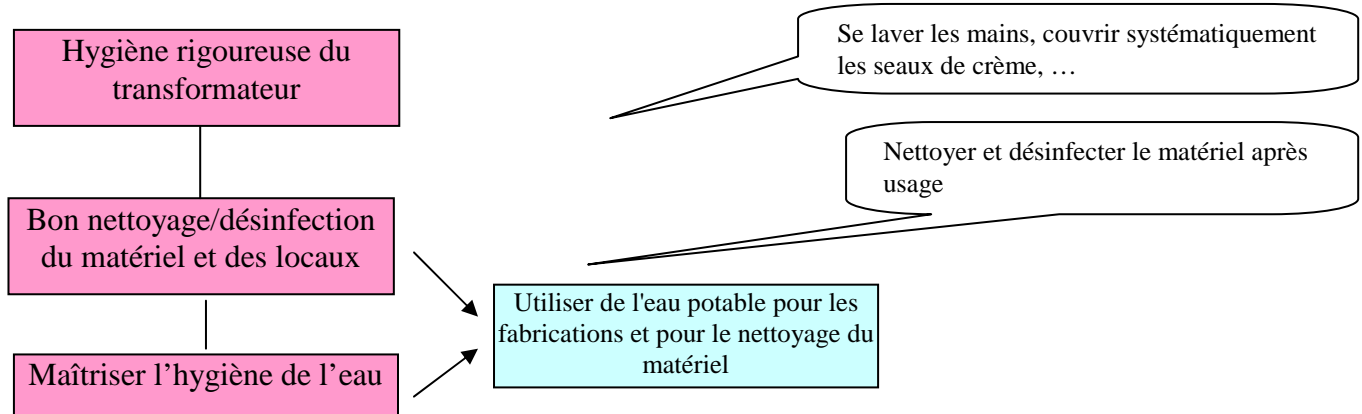 Hygiène rigoureuse du
transformateur
Se laver les mains, couvrir systématiquement
les seaux de crème, …
Nettoyer et désinfecter le matériel après
usage
Bon nettoyage/désinfection
du matériel et des locaux
Utiliser de l'eau potable pour les
fabrications et pour le nettoyage du
matériel
Maîtriser l’hygiène de l’eau